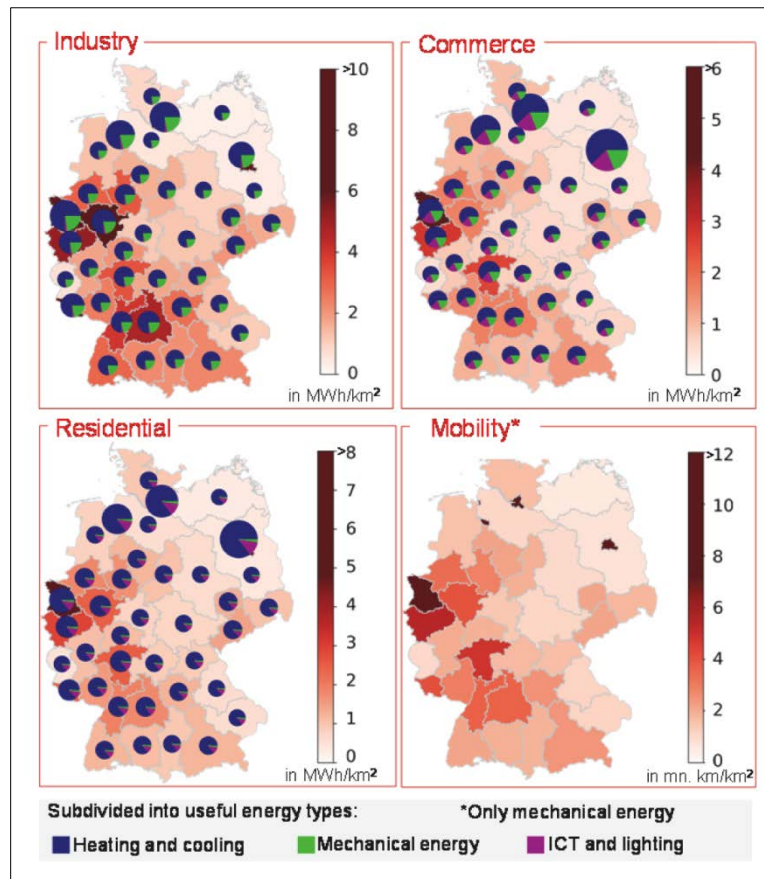 Industry
>10
8
6
4
2
0
in MWh/km²
Commerce
>6
5
4
3
2
1
0
in MWh/km²
Residential
>8
7
6
5
4
3
2
1
0
in MWh/km²
Mobility*
>12
10
8
6
4
2
0
in mn. km/km²
Subdivided into useful energy types:
*Only mechanical energy
Heating and cooling
Mechanical energy
ICT and lighting